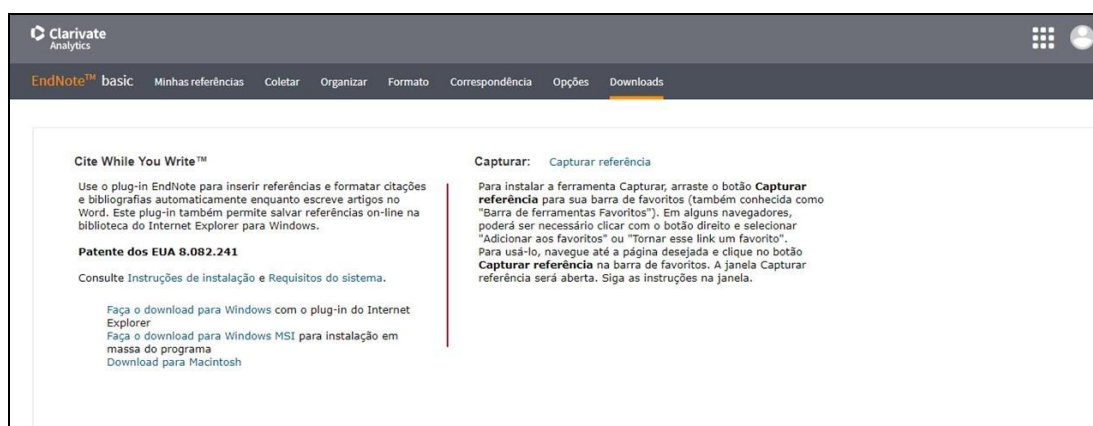 Clarivate
Analytics
EndNote™ basic Minhas referências Coletar Organizar Formato Correspondência Opções Downloads
Cite While You Write™
Use o plug-in EndNote para inserir referências e formatar citações
e bibliografias automaticamente enquanto escreve artigos no
Word. Este plug-in também permite salvar referências on-line na
biblioteca do Internet Explorer para Windows.
Patente dos EUA 8.082.241
Consulte Instruções de instalação e Requisitos do sistema.
Faça o download para Windows com o plug-in do Internet
Explorer
Faça o download para Windows MSI para instalação em
massa do programa
Download para Macintosh
Capturar: Capturar referência
Para instalar a ferramenta Capturar, arraste o botão Capturar
referência para sua barra de favoritos (também conhecida como
"Barra de ferramentas Favoritos"). Em alguns navegadores,
poderá ser necessário clicar com o botão direito e selecionar
"Adicionar aos favoritos" ou "Tornar esse link um favorito".
Para usá-lo, navegue até a página desejada e clique no botão
Capturar referência na barra de favoritos. A janela Capturar
referência será aberta. Siga as instruções na janela.